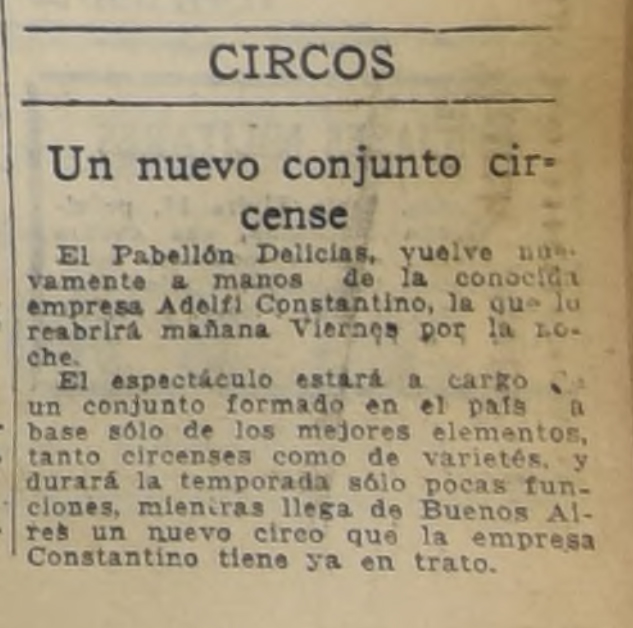 CIRCOS
Un nuevo conjunto cir-
cense
El Pabellón Delicias, vuelve nue-
vamente a manos de la conocida
empresa Adelfi Constantino, la que lo
reabrirá mañana Viernes por la no-
che.
El espectáculo estará a cargo de
un conjunto formado en el país a
base sólo de los mejores elementos,
tanto circenses como de varietés, y
durará la temporada sólo pocas fun-
ciones, mientras llega de Buenos Ai-
res un nuevo circo que la empresa
Constantino tiene ya en trato.